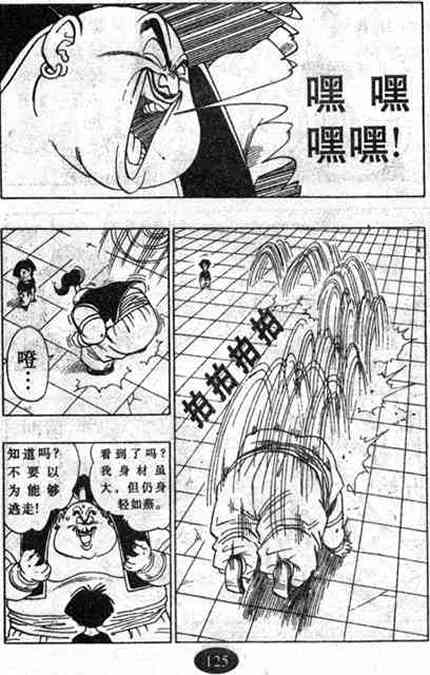 嘿 嘿
嘿嘿!
拍拍拍拍
噔
…
看到了吗?
我身材虽
大，但仍身
轻如燕。
知道吗?
不要以
为能够
逃走!
125